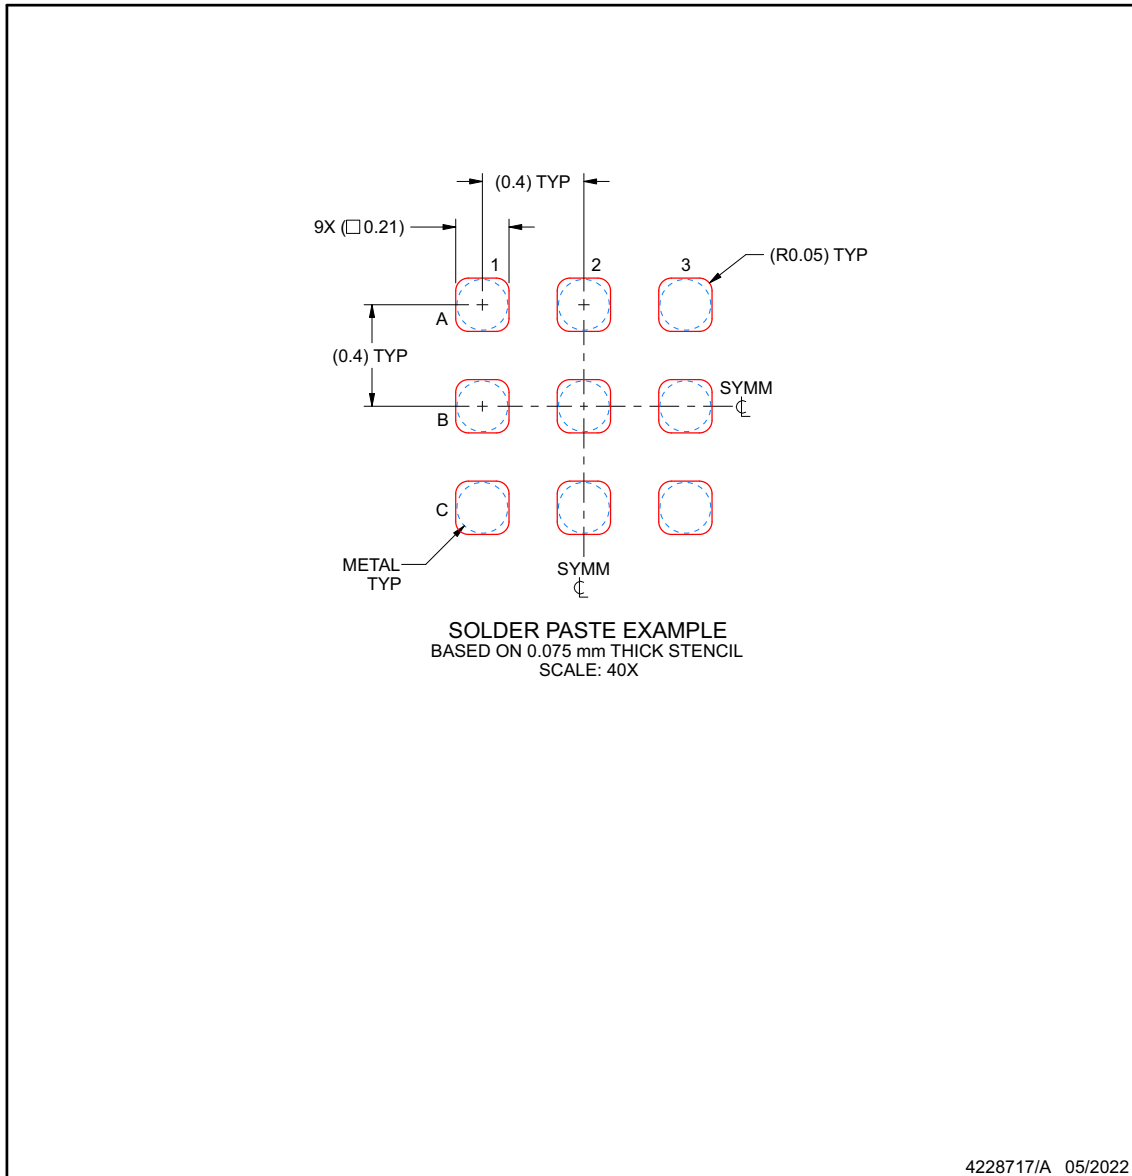 (0.4) TYP
9X (□ 0.21)
(R0.05) TYP
1
2
3
A
(0.4) TYP
SYMM
B
C
METAL
TYP
SYMM
SOLDER PASTE EXAMPLE
BASED ON 0.075 mm THICK STENCIL
SCALE: 40X
4228717/A 05/2022